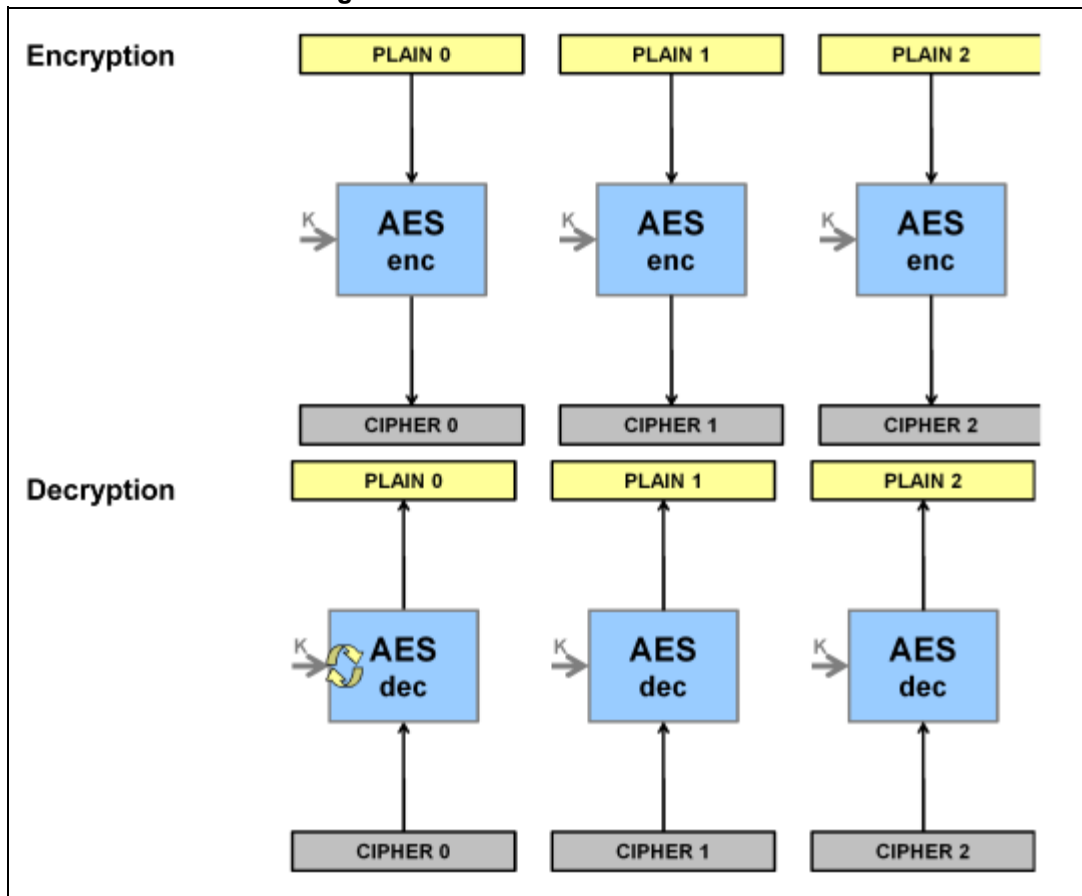 Encryption
PLAIN 0 PLAIN 1 PLAIN 2
K AES K AES K AES
enc enc enc
CIPHER 0 CIPHER 1 CIPHER 2
Decryption
PLAIN 0 PLAIN 1 PLAIN 2
K AES K AES K AES
dec dec dec
CIPHER 0 CIPHER 1 CIPHER 2